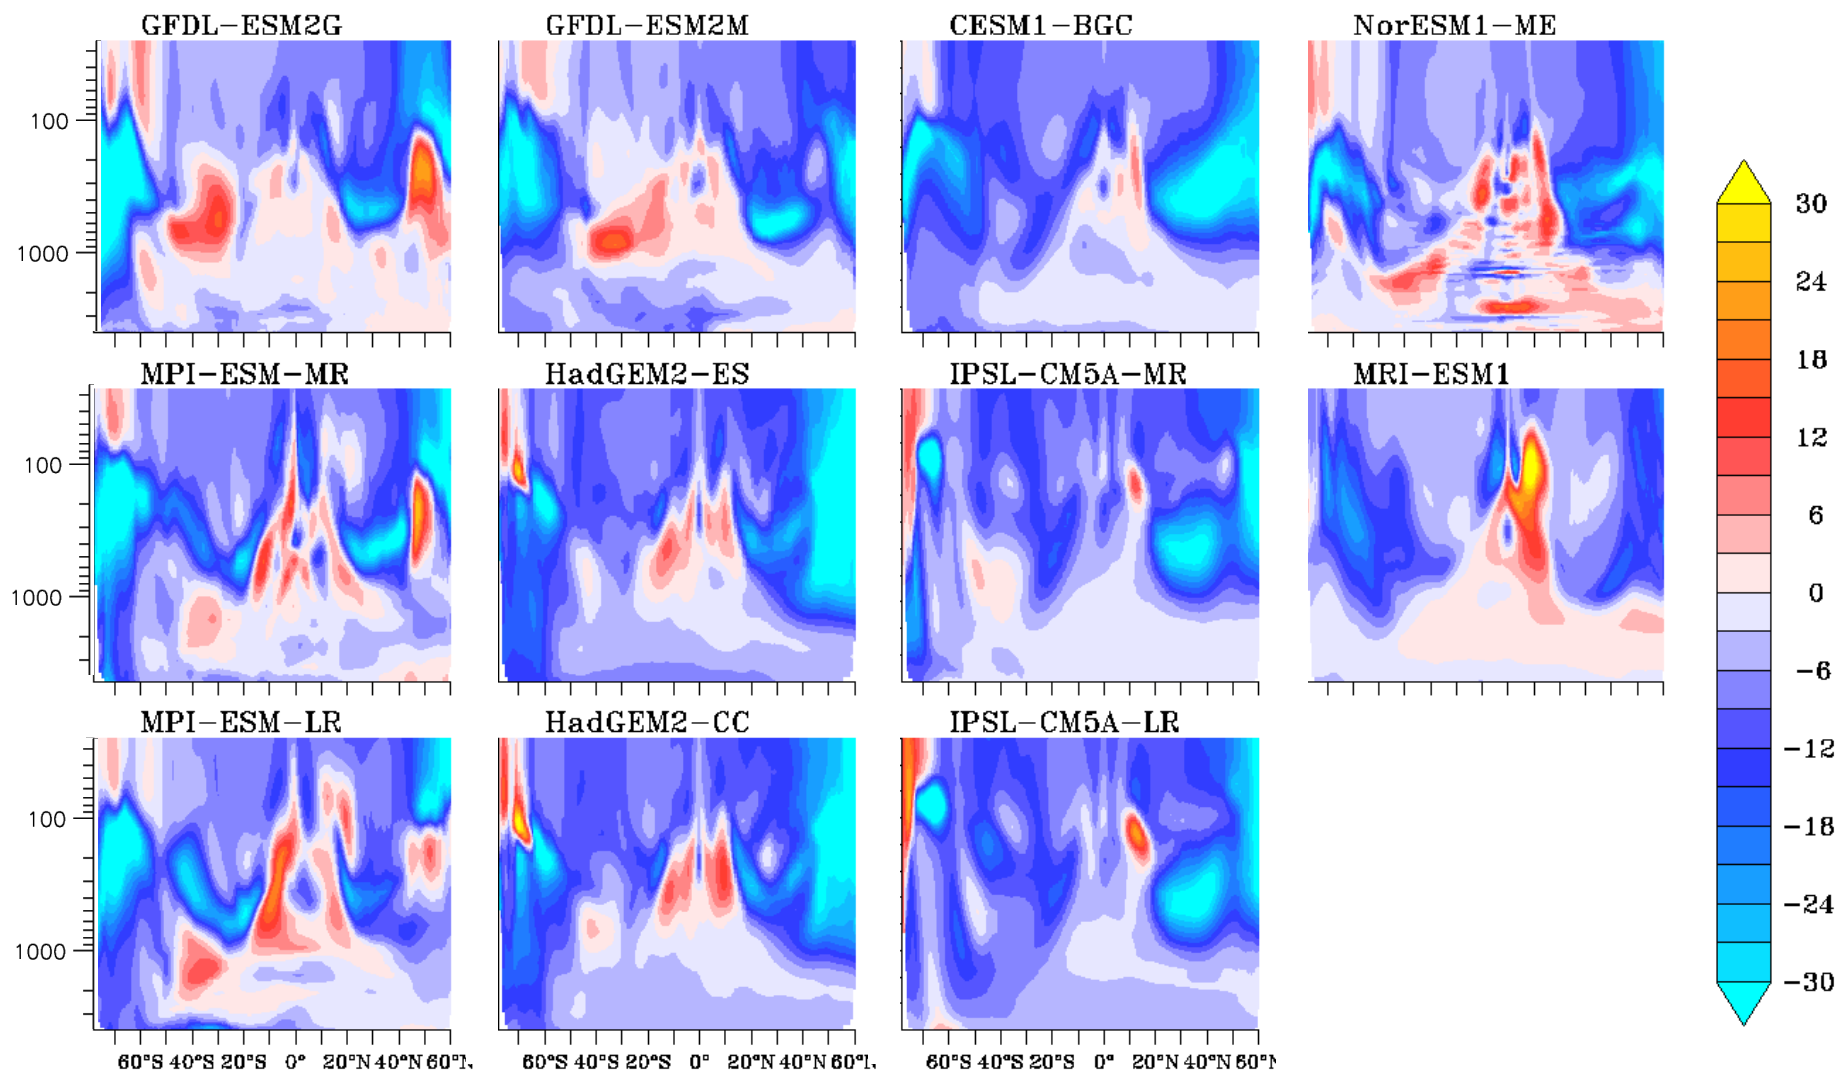 GFDL-ESM2G GFDL-ESM2M CESM1-BGC NorESM1-ME
100
1000
MPI-ESM-MR HadGEM2-ES IPSL-CM5A-MR MRI-ESM1
100
1000
MPI-ESM-LR HadGEM2-CC IPSL-CM5A-LR
100
1000
60°S 40°S 20°S 0° 20°N 40°N 60°N
60°S 40°S 20°S 0° 20°N 40°N 60°
60°S 40°S 20°S 0° 20°N 40°N 60°N
30
24
18
12
6
0
-6
-12
-18
-24
-30